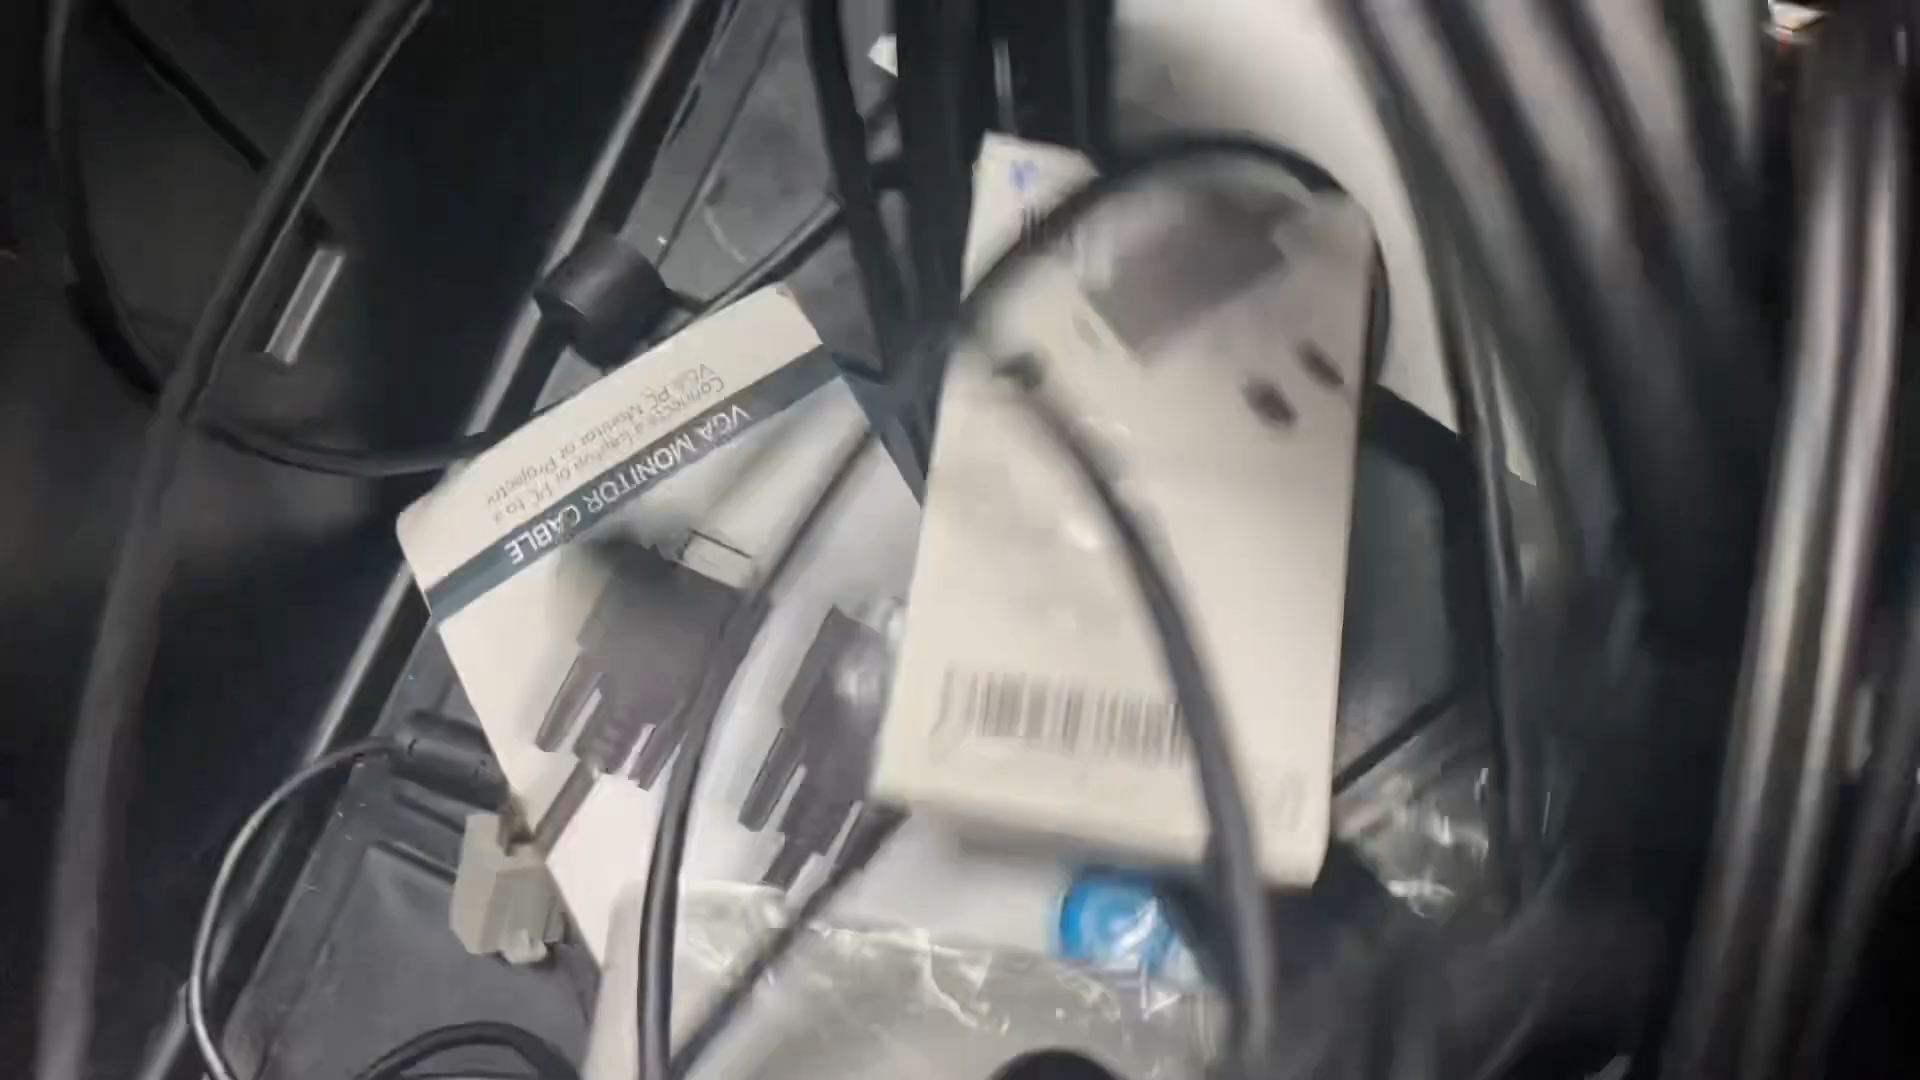 VGA MONITOR CABLE
Connects a Laptop or PC to a
VGA PC Monitor or Projector